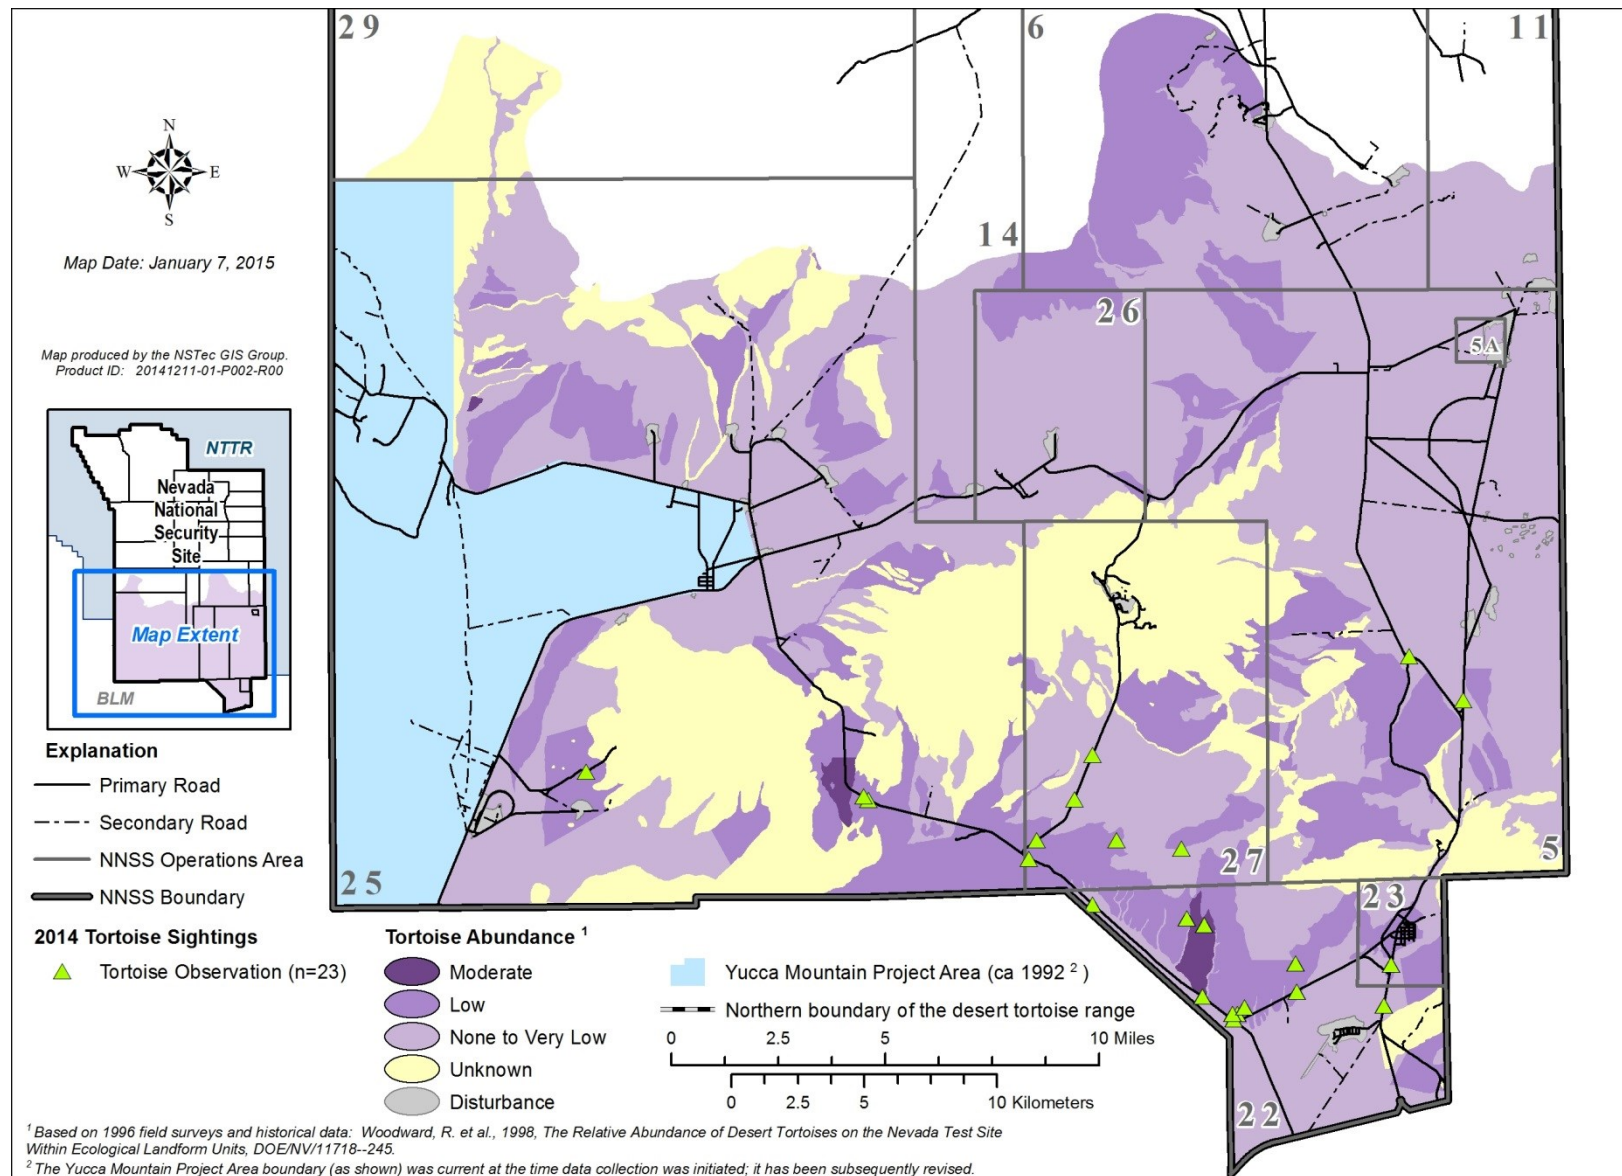 29
6
11
N
W
E
S
14
Map Date: January 7, 2015
26
5A
Map produced by the NSTec GIS Group.
Product ID: 20141211-01-P002-R00
NTTR
Nevada
National
Security
Site
Map Extent
BLM
Explanation
Primary Road
Secondary Road
NNSS Operations Area
NNSS Boundary
25
27
5
23
2014 Tortoise Sightings
Tortoise Observation (n=23)
Tortoise Abundance 1
Moderate
Low
None to Very Low
Unknown
Disturbance
Yucca Mountain Project Area (ca 1992 2 )
Northern boundary of the desert tortoise range
0 2.5 5 10 Miles
0 2.5 5 10 Kilometers
22
1 Based on 1996 field surveys and historical data: Woodward, R. et al., 1998, The Relative Abundance of Desert Tortoises on the Nevada Test Site
Within Ecological Landform Units, DOE/NV/11718--245.
2 The Yucca Mountain Project Area boundary (as shown) was current at the time data collection was initiated; it has been subsequently revised.